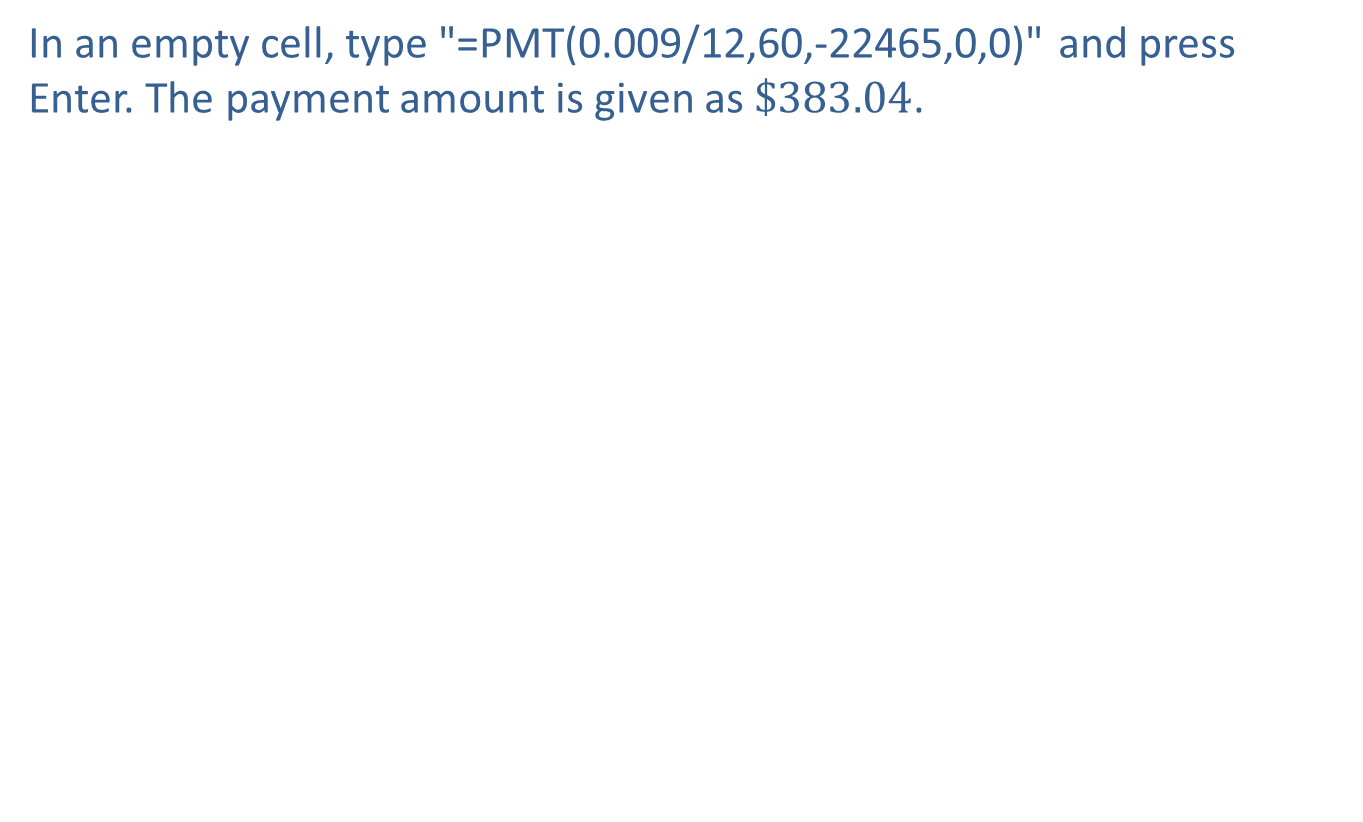 In an empty cell, type "=PMT(0.009/12,60,-22465,0,0)" and press
Enter. The payment amount is given as $383.04.